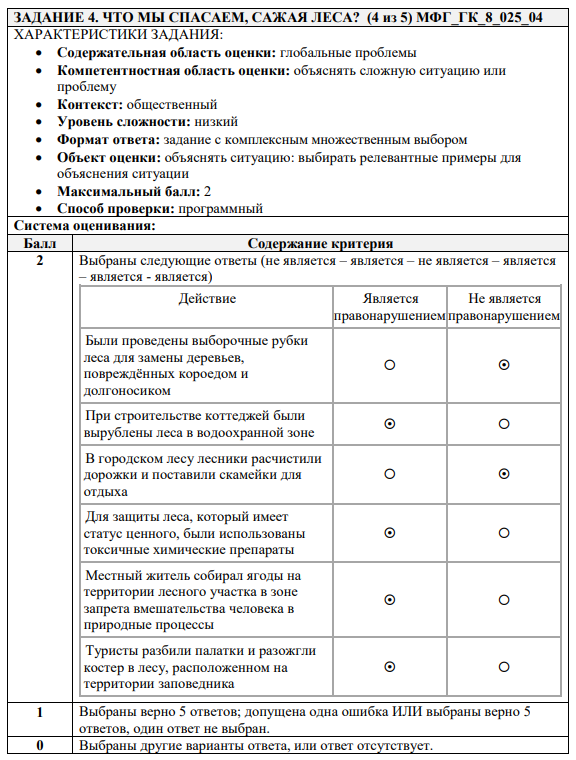 ЗАДАНИЕ 4. ЧТО МЫ СПАСАЕМ, САЖАЯ ЛЕСА? (4 из 5) МФГ_ГК_8_025_04
ХАРАКТЕРИСТИКИ ЗАДАНИЯ:
• Содержательная область оценки: глобальные проблемы
• Компетентностная область оценки: объяснять сложную ситуацию или
проблему
• Контекст: общественный
• Уровень сложности: низкий
• Формат ответа: задание с комплексным множественным выбором
• Объект оценки: объяснять ситуацию: выбирать релевантные примеры для
объяснения ситуации
• Максимальный балл: 2
• Способ проверки: программный
Система оценивания:
Балл Содержание критерия
2 Выбраны следующие ответы (не является – является – не является – является
– является - является)
Действие Является Не является
правонарушением правонарушением
Были проведены выборочные рубки
леса для замены деревьев,
повреждённых короедом и
долгоносиком
При строительстве коттеджей были
вырублены леса в водоохранной зоне
В городском лесу лесники расчистили
дорожки и поставили скамейки для
отдыха
Для защиты леса, который имеет
статус ценного, были использованы
токсичные химические препараты
Местный житель собирал ягоды на
территории лесного участка в зоне
запрета вмешательства человека в
природные процессы
Туристы разбили палатки и разожгли
костер в лесу, расположенном на
территории заповедника
1 Выбраны верно 5 ответов; допущена одна ошибка ИЛИ выбраны верно 5
ответов, один ответ не выбран.
0 Выбраны другие варианты ответа, или ответ отсутствует.